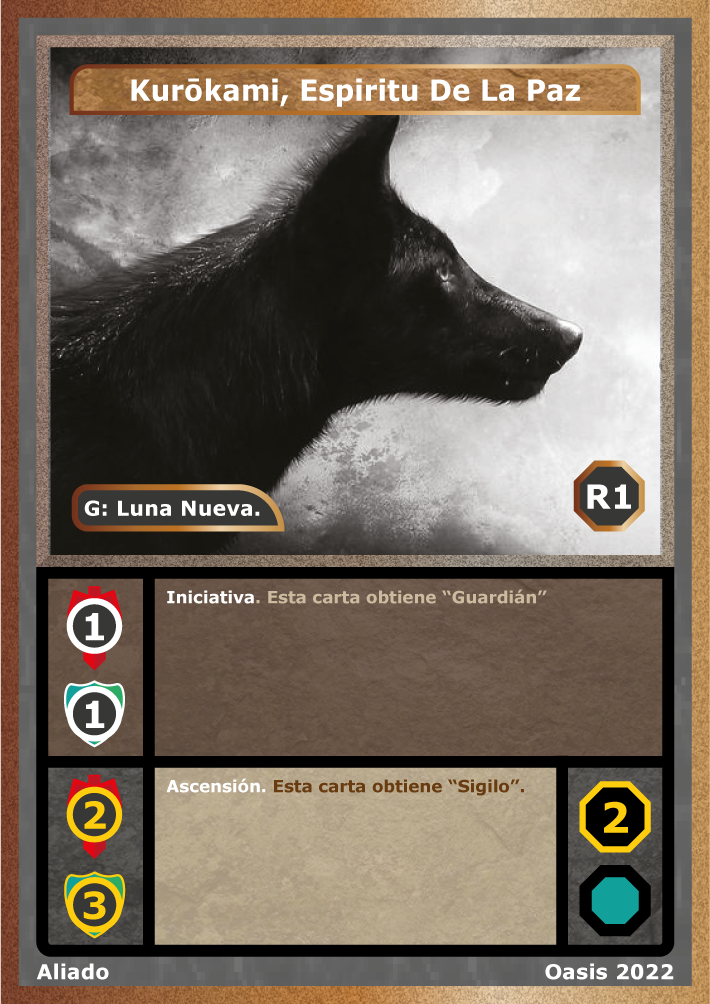 Kurōkami, Espiritu De La Paz
G: Luna Nueva.
R1
1
Iniciativa. Esta carta obtiene “Guardián”
1
2
Ascensión. Esta carta obtiene “Sigilo”.
2
3
Aliado
Oasis 2022